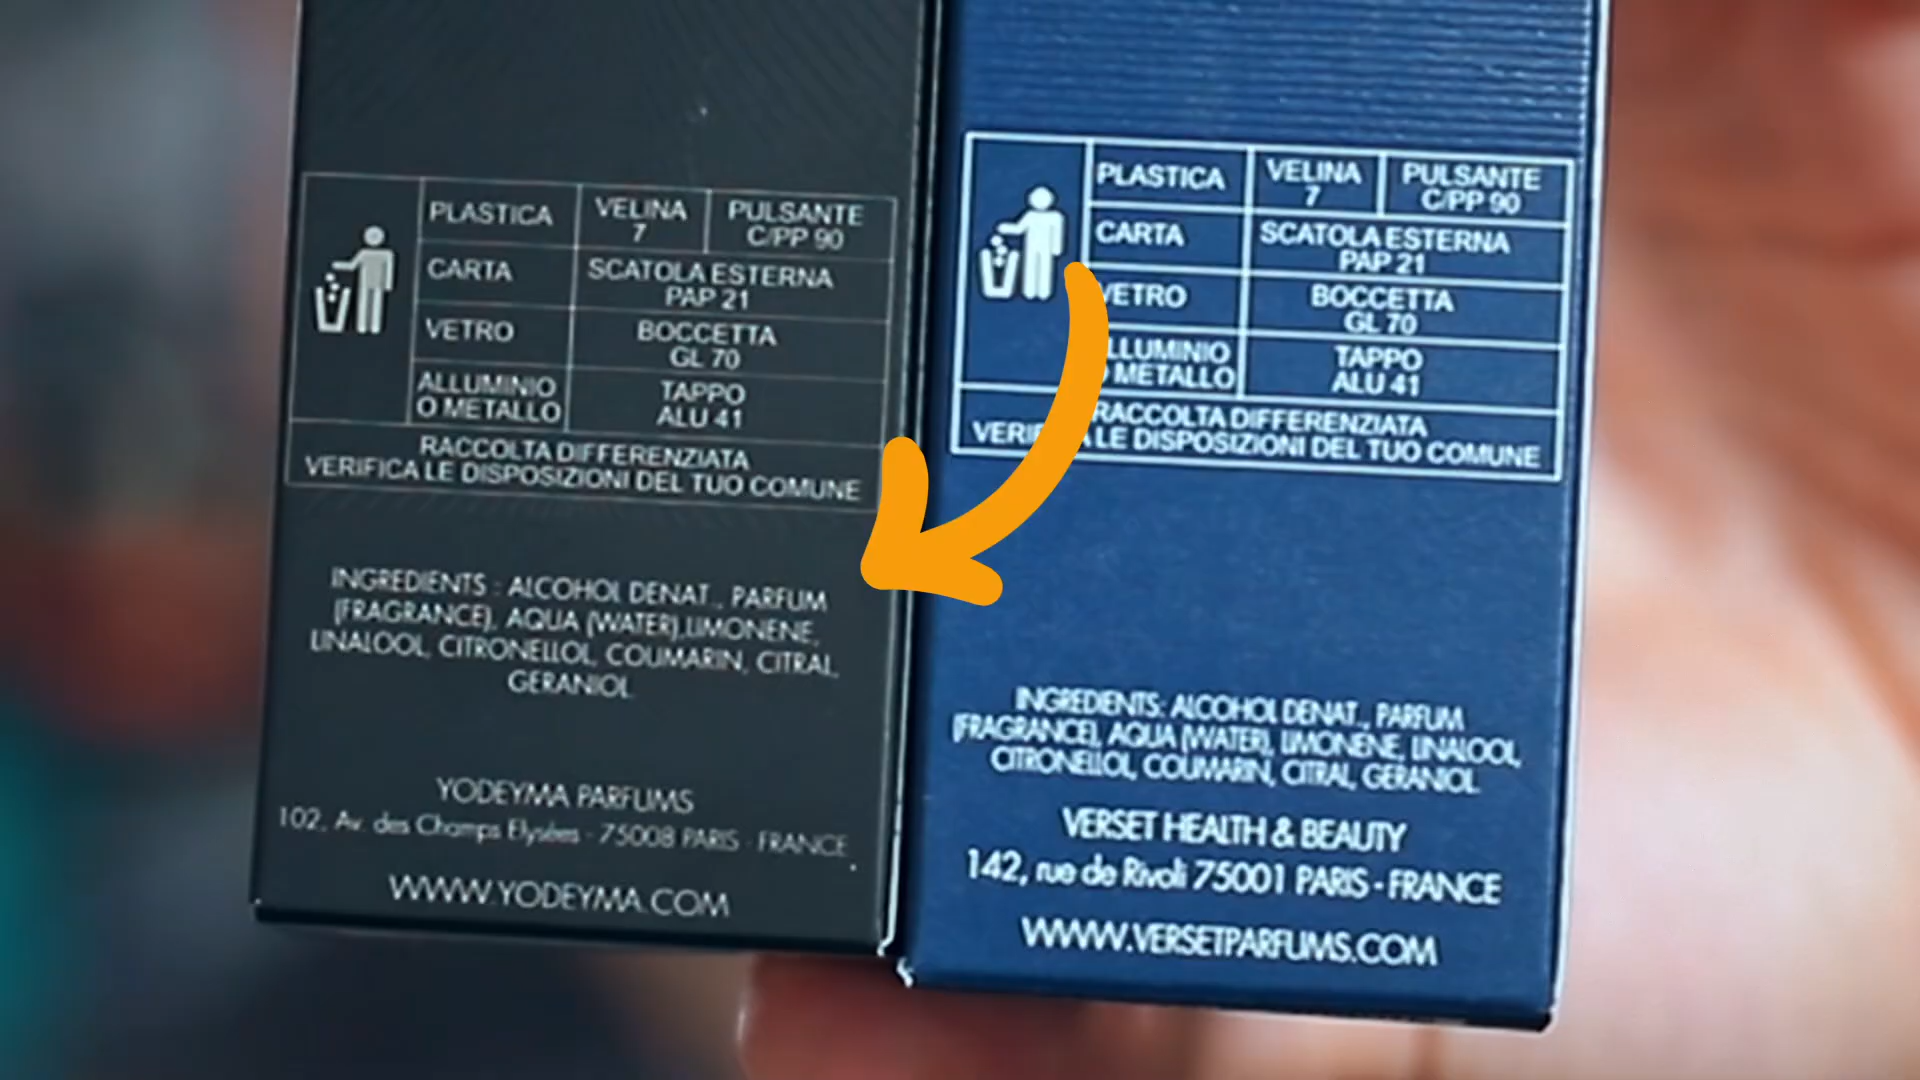 PLASTICA VELINA 7 PULSANTE C/PP 90
CARTA SCATOLA ESTERNA PAP 21
VETRO BOCCETTA GL 70
ALLUMINIO O METALLO TAPPO ALU 41
RACCOLTA DIFFERENZIATA
VERIFICA LE DISPOSIZIONI DEL TUO COMUNE
INGREDIENTS : ALCOHOL DENAT., PARFUM
(FRAGRANCE), AQUA (WATER),LIMONENE,
LINALOOL, CITRONELLOL, COUMARIN, CITRAL,
GERANIOL.
YODEYMA PARFUMS
102, Av. des Champs Elysées - 75008 PARIS - FRANCE
WWW.YODEYMA.COM
PLASTICA VELINA 7 PULSANTE C/PP 90
CARTA SCATOLA ESTERNA PAP 21
VETRO BOCCETTA GL 70
ALLUMINIO O METALLO TAPPO ALU 41
RACCOLTA DIFFERENZIATA
VERIFICA LE DISPOSIZIONI DEL TUO COMUNE
INGREDIENTS: ALCOHOL DENAT., PARFUM
(FRAGRANCE), AQUA (WATER), LIMONENE, LINALOOL,
CITRONELLOL, COUMARIN, CITRAL, GERANIOL.
VERSET HEALTH & BEAUTY
142, rue de Rivoli 75001 PARIS - FRANCE
WWW.VERSETPARFUMS.COM